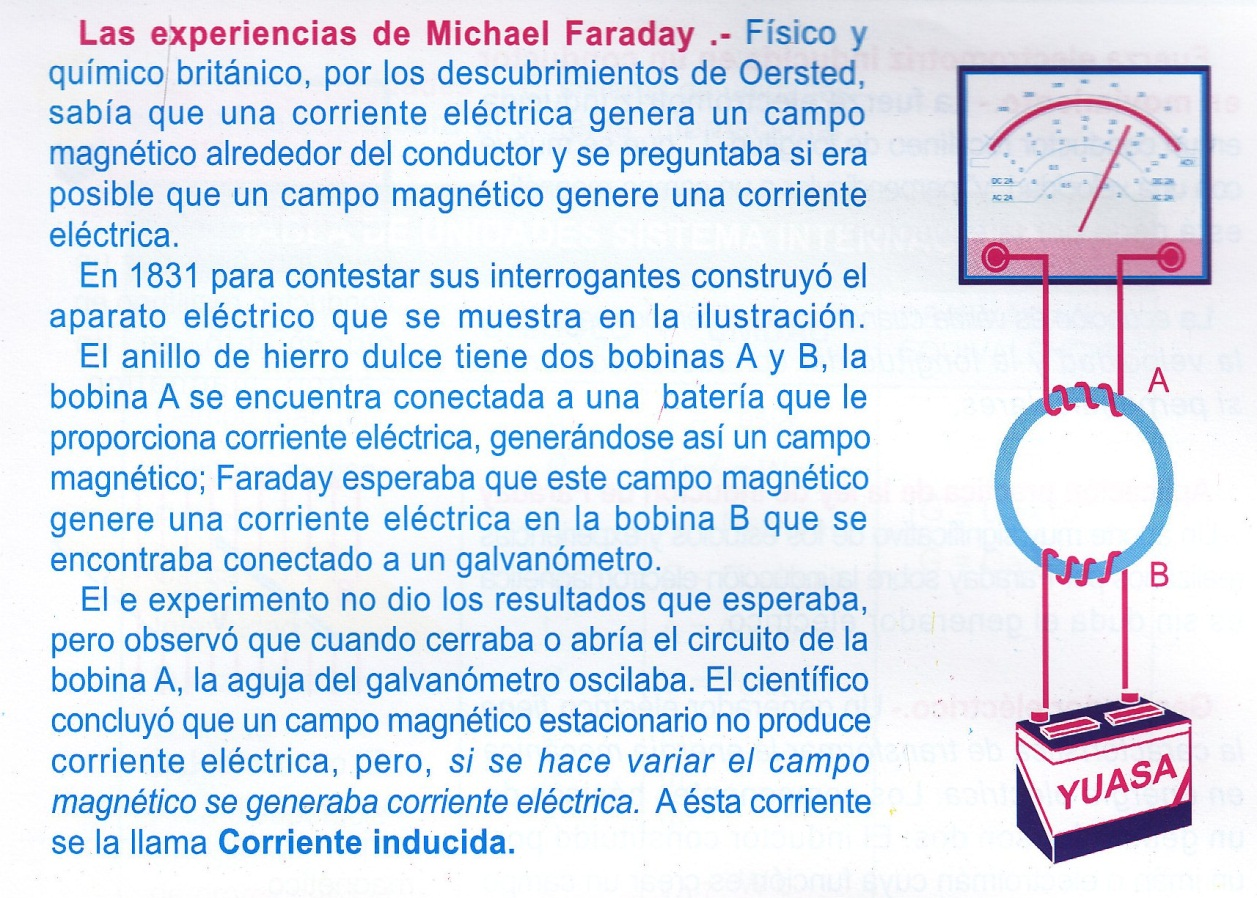 Las experiencias de Michael Faraday .- Físico y
químico británico, por los descubrimientos de Oersted,
sabía que una corriente eléctrica genera un campo
magnético alrededor del conductor y se preguntaba si era
posible que un campo magnético genere una corriente
eléctrica.
En 1831 para contestar sus interrogantes construyó el
aparato eléctrico que se muestra en la ilustración.
El anillo de hierro dulce tiene dos bobinas A y B, la
bobina A se encuentra conectada a una batería que le
proporciona corriente eléctrica, generándose así un campo
magnético; Faraday esperaba que este campo magnético
genere una corriente eléctrica en la bobina B que se
encontraba conectado a un galvanómetro.
El e experimento no dio los resultados que esperaba,
pero observó que cuando cerraba o abría el circuito de la
bobina A, la aguja del galvanómetro oscilaba. El científico
concluyó que un campo magnético estacionario no produce
corriente eléctrica, pero, si se hace variar el campo
magnético se generaba corriente eléctrica. A ésta corriente
se la llama Corriente inducida.
DC 2A
AC 2A
AC 2A
A
B
YUASA